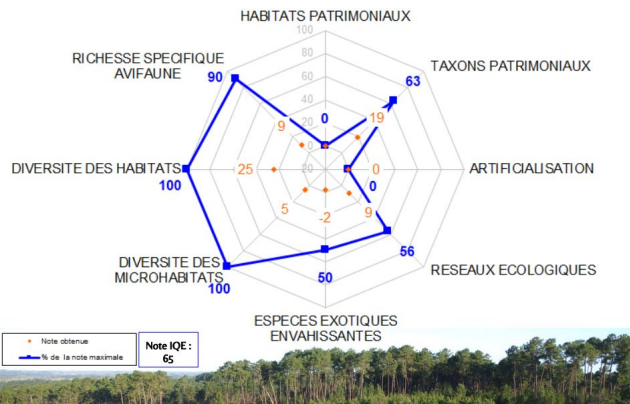 HABITATS PATRIMONIAUX
100
80
60
40
20
0
20
RICHESSE SPECIFIQUE
AVIFAUNE
90
TAXONS PATRIMONIAUX
63
19
9
0
DIVERSITE DES HABITATS
100
25
ARTIFICIALISATION
0
0
5
-2
9
56
DIVERSITE DES
MICROHABITATS
100
RESEAUX ECOLOGIQUES
50
ESPECES EXOTIQUES
ENVAHISSANTES
Note obtenue
% de la note maximale
Note IQE :
65